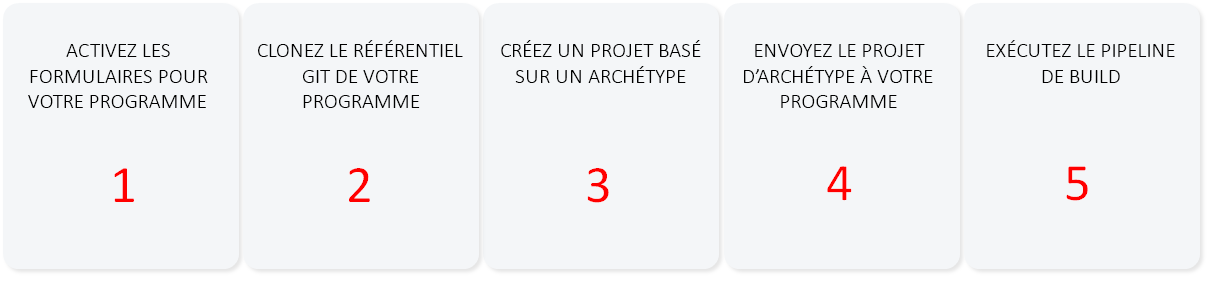 ACTIVEZ LES
FORMULAIRES POUR
VOTRE PROGRAMME
1
CLONEZ LE RÉFÉRENTIEL
GIT DE VOTRE
PROGRAMME
2
CRÉEZ UN PROJET BASÉ
SUR UN ARCHÉTYPE
3
ENVOYEZ LE PROJET
D’ARCHÉTYPE À VOTRE
PROGRAMME
4
EXÉCUTEZ LE PIPELINE
DE BUILD
5